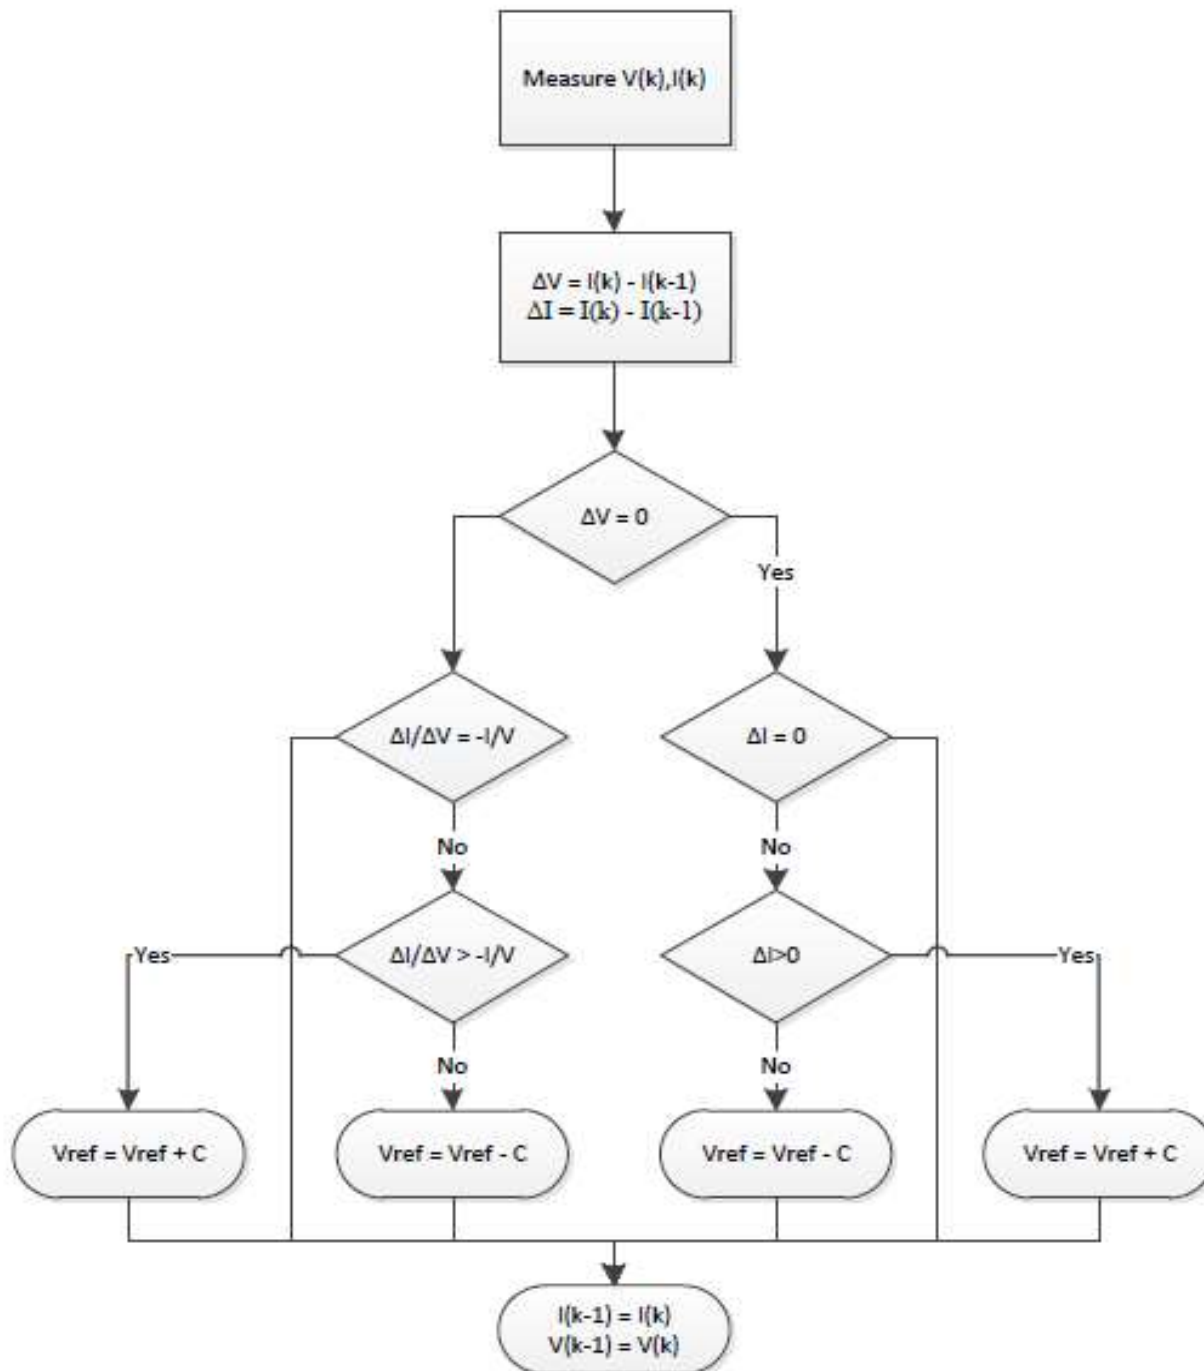 Measure V(k),I(k)
ΔV = I(k) - I(k-1)
ΔI = I(k) - I(k-1)
ΔV = 0
Yes
ΔI/ΔV = -I/V
ΔI = 0
No
No
ΔI/ΔV > -I/V
ΔI>0
Yes
Yes
No
No
Vref = Vref + C
Vref = Vref - C
Vref = Vref - C
Vref = Vref + C
I(k-1) = I(k)
V(k-1) = V(k)